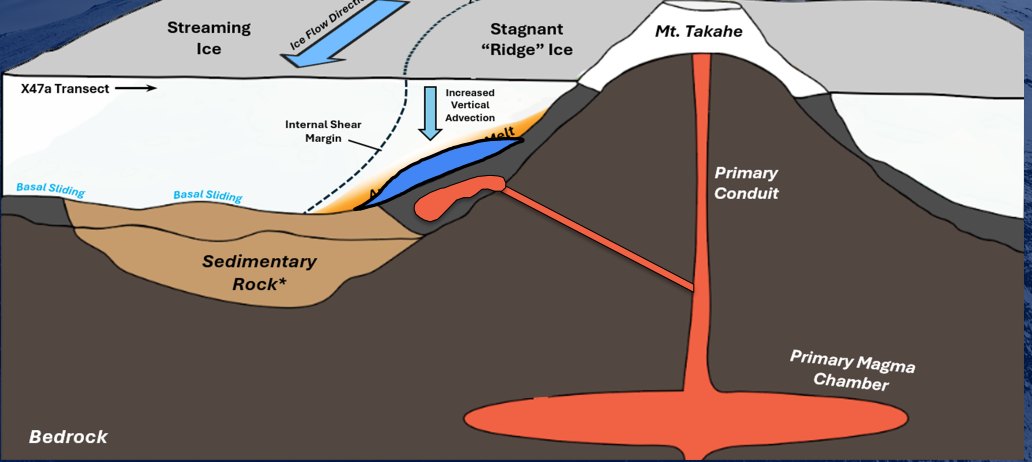 Streaming
Ice
Ice Flow
Stagnant
“Ridge” Ice
Mt. Takahe
X47a Transect
Increased
Vertical
Advection
Internal Shear
Margin
Melt
Basal Sliding
Basal Sliding
Primary
Conduit
Sedimentary
Rock*
Primary Magma
Chamber
Bedrock